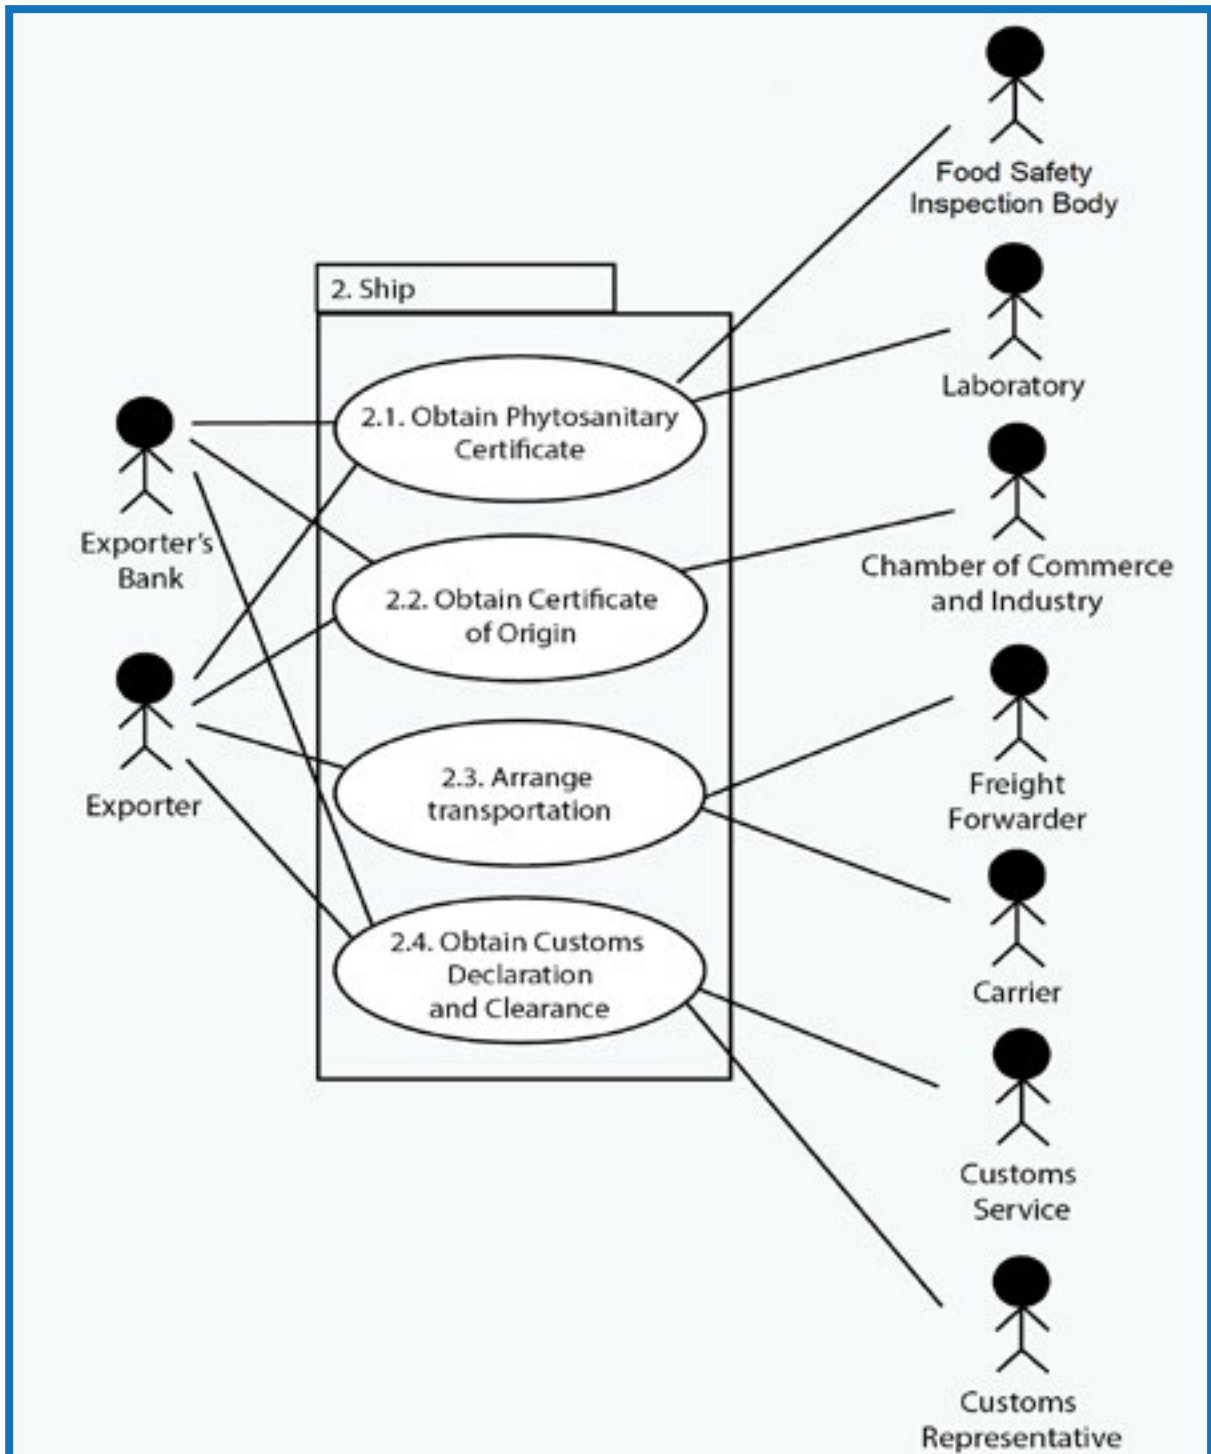 Food Safety
Inspection Body
2. Ship
Laboratory
2.1. Obtain Phytosanitary
Certificate
Exporter's
Bank
Chamber of Commerce
and Industry
2.2. Obtain Certificate
of Origin
Exporter
2.3. Arrange
transportation
Freight
Forwarder
2.4. Obtain Customs
Declaration
and Clearance
Carrier
Customs
Service
Customs
Representative